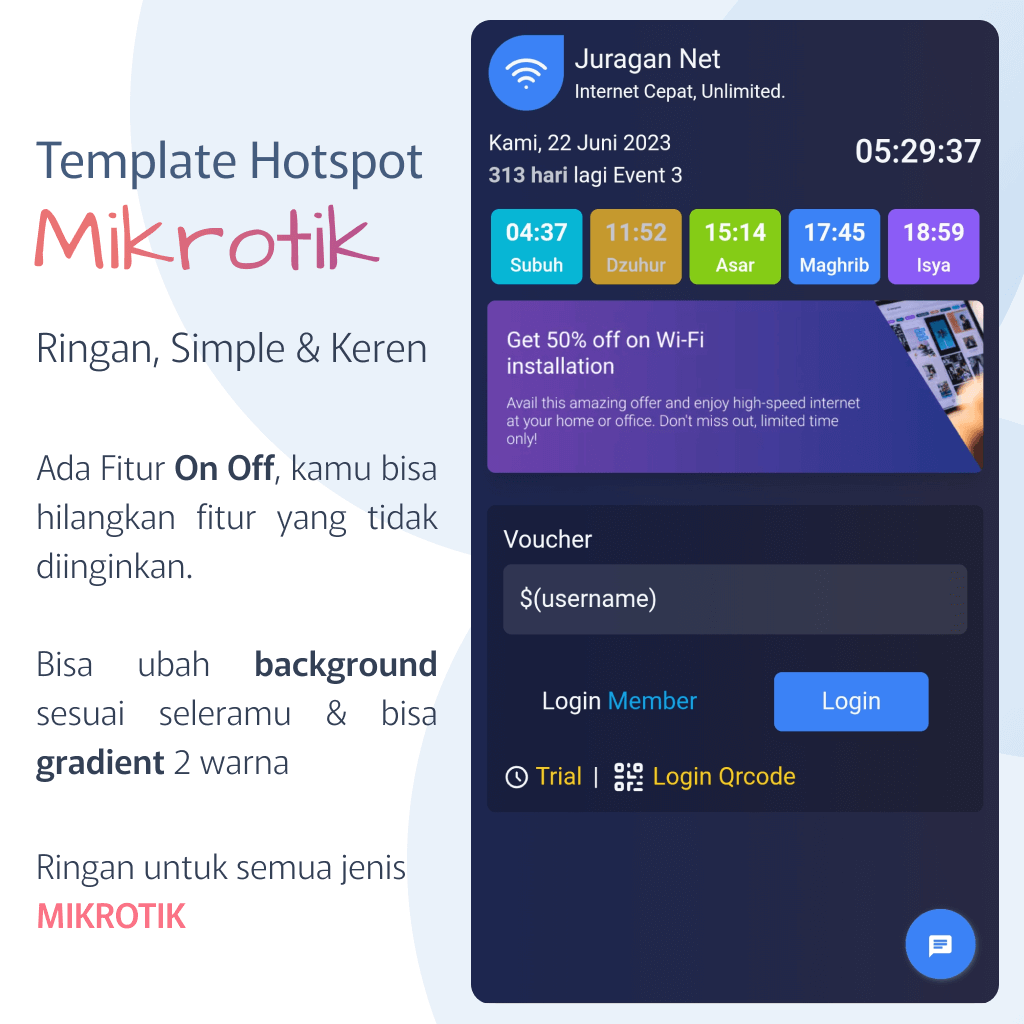 Template Hotspot
Mikrotik
Ringan, Simple & Keren
Ada Fitur On Off, kamu bisa
hilangkan fitur yang tidak
diinginkan.
Bisa ubah background
sesuai seleramu & bisa
gradient 2 warna
Ringan untuk semua jenis
MIKROTIK
Juragan Net
Internet Cepat, Unlimited.
Kami, 22 Juni 2023
05:29:37
313 hari lagi Event 3
04:37 11:52 15:14 17:45 18:59
Subuh Dzuhur Asar Maghrib Isya
Get 50% off on Wi-Fi
installation
Avail this amazing offer and enjoy high-speed internet
at your home or office. Don't miss out, limited time
only!
Voucher
$(username)
Login Member
Login
Trial | Login Qrcode